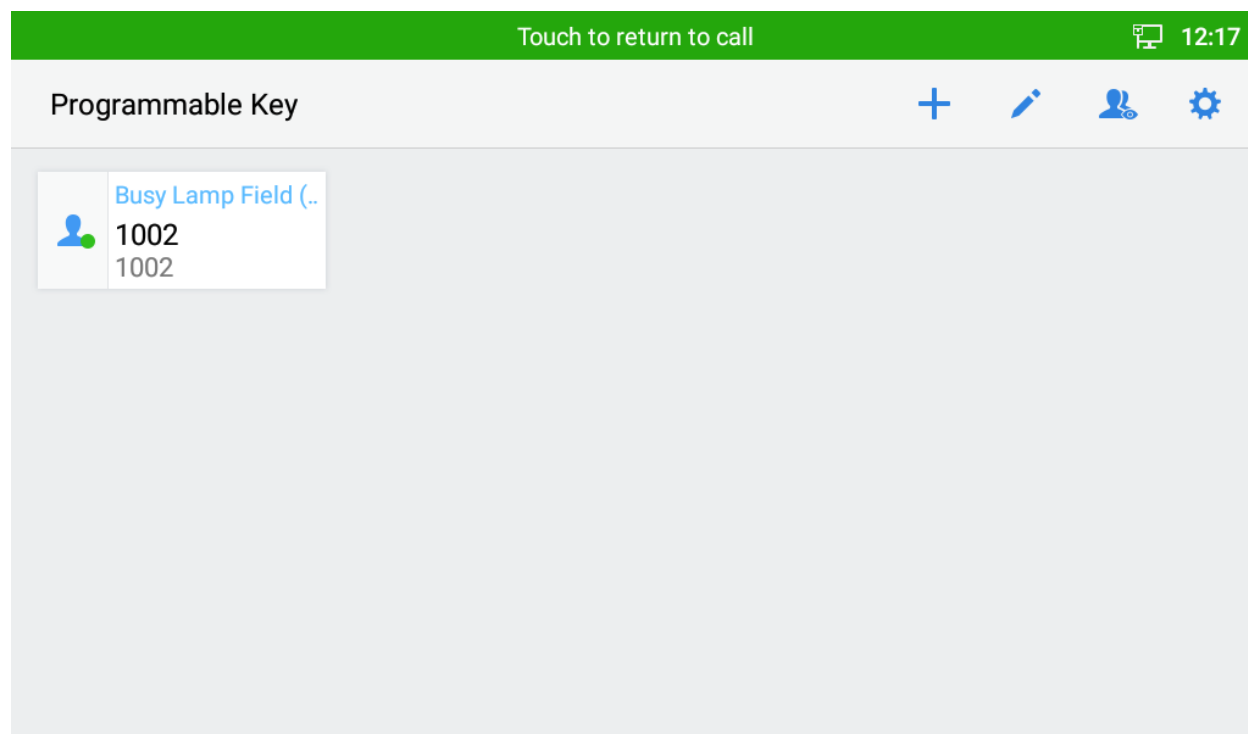 Touch to return to call
12:17
Programmable Key
Busy Lamp Field (..
1002
1002